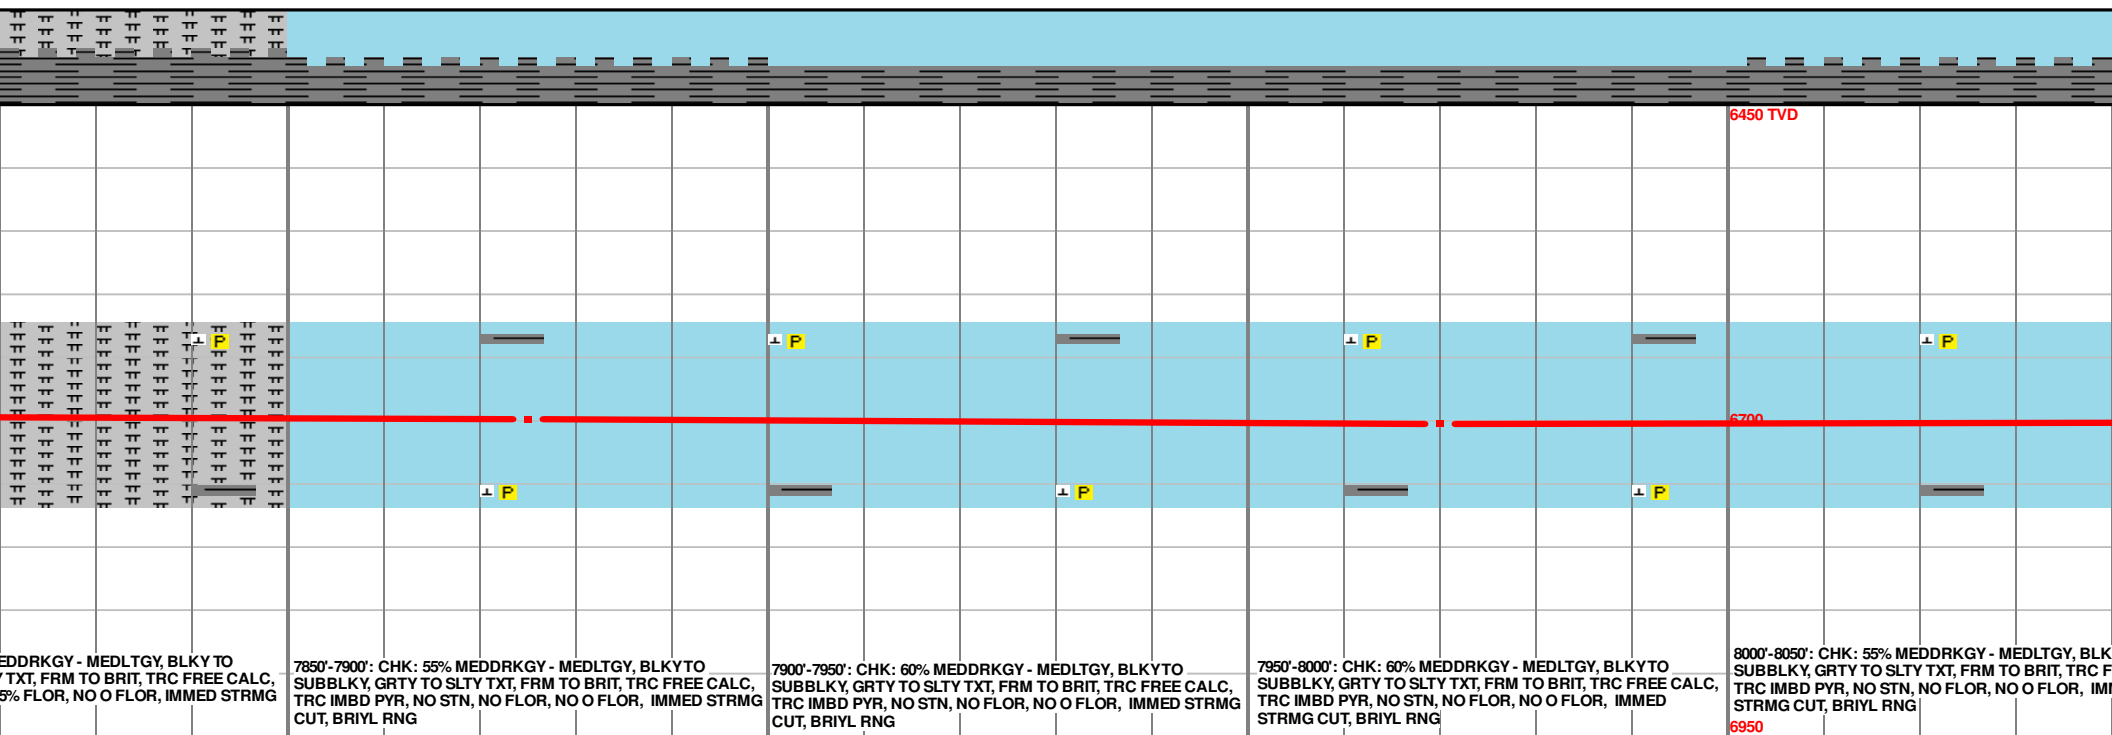 6450 TVD
P
P
P
P
6700
P
P
P
EDDRKGY - MEDLTGY, BLKY TO
TXT, FRM TO BRIT, TRC FREE CALC,
5% FLOR, NO O FLOR, IMMED STRMG
7850'-7900': CHK: 55% MEDDRKGY - MEDLTGY, BLKY TO
SUBBLKY, GRTY TO SLTY TXT, FRM TO BRIT, TRC FREE CALC,
TRC IMBD PYR, NO STN, NO FLOR, NO O FLOR, IMMED STRMG
CUT, BRIYL RNG
7900'-7950': CHK: 60% MEDDRKGY - MEDLTGY, BLKY TO
SUBBLKY, GRTY TO SLTY TXT, FRM TO BRIT, TRC FREE CALC,
TRC IMBD PYR, NO STN, NO FLOR, NO O FLOR, IMMED STRMG
CUT, BRIYL RNG
7950'-8000': CHK: 60% MEDDRKGY - MEDLTGY, BLKY TO
SUBBLKY, GRTY TO SLTY TXT, FRM TO BRIT, TRC FREE CALC,
TRC IMBD PYR, NO STN, NO FLOR, NO O FLOR, IMMED
STRMG CUT, BRIYL RNG
8000'-8050': CHK: 55% MEDDRKGY - MEDLTGY, BLK
SUBBLKY, GRTY TO SLTY TXT, FRM TO BRIT, TRC F
TRC IMBD PYR, NO STN, NO FLOR, NO O FLOR, IM
STRMG CUT, BRIYL RNG
6950